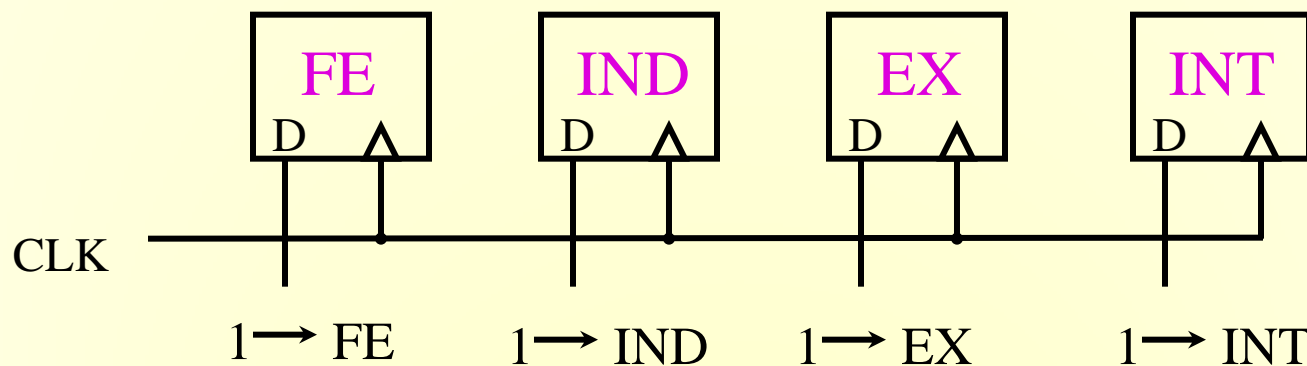 FE IND EX INT
D D D D
CLK
1→ FE 1→ IND 1→ EX 1→ INT